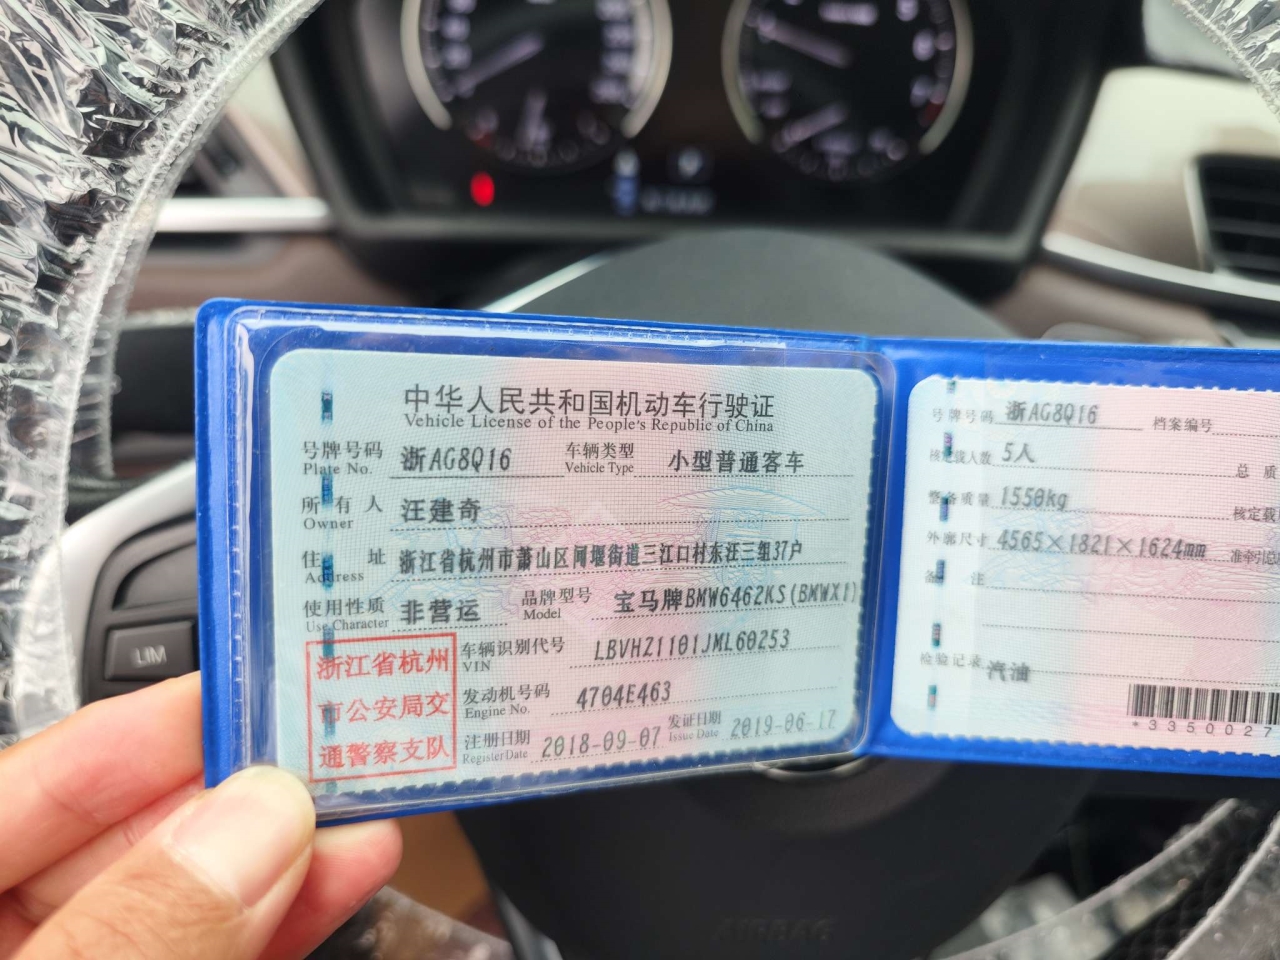 中华人民共和国机动车行驶证
Vehicle License of the People's Republic of China
号牌号码 浙AG8Q16 车辆类型 小型普通客车
Plate No. Vehicle Type
所有人 汪建奇
Owner
住址 浙江省杭州市萧山区闻堰街道三江口村东汪三组37户
Address
使用性质 非营运 品牌型号 宝马牌BMW6462KS(BMWX1)
Use Character Model
浙江省杭州
市公安局交
通警察支队
车辆识别代号 LBVHZ1101JML60253
VIN
发动机号码 4704E463
Engine No.
注册日期 2018-09-07 发证日期 2019-06-17
Register Date Issue Date
号牌号码 浙AG8Q16 档案编号
核定载人数 5人 总质
整备质量 1550kg 核定载
外廓尺寸 4565×1821×1624mm 准牵引总
备注
检验记录 汽油
*3350027
LIM
AIRBAG